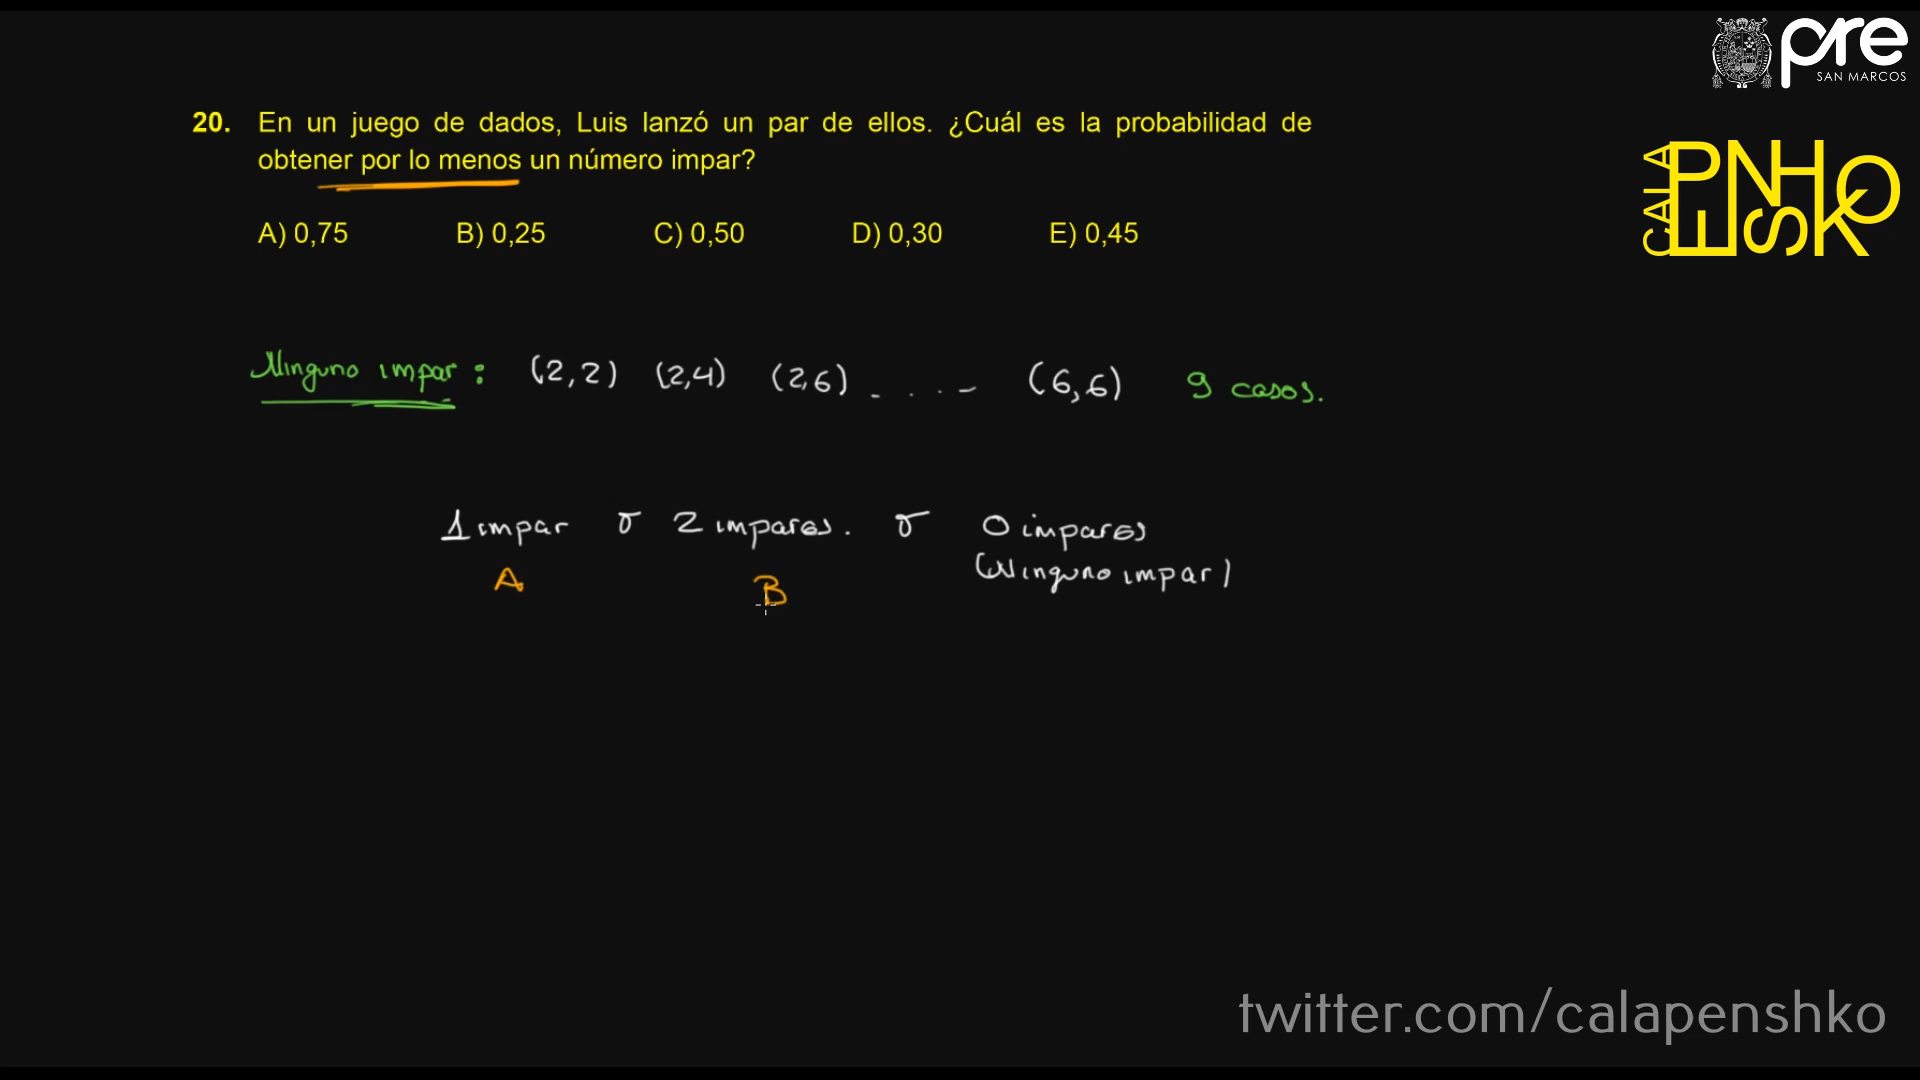 pre
SAN MARCOS
20. En un juego de dados, Luis lanzó un par de ellos. ¿Cuál es la probabilidad de
obtener por lo menos un número impar?
CALA
PENSHKO
A) 0,75 B) 0,25 C) 0,50 D) 0,30 E) 0,45
Ninguno impar : (2,2) (2,4) (2,6) . . . . (6,6) 9 casos.
1 impar ó 2 impares. ó 0 impares
(Ninguno impar)
A B
twitter.com/calapenshko